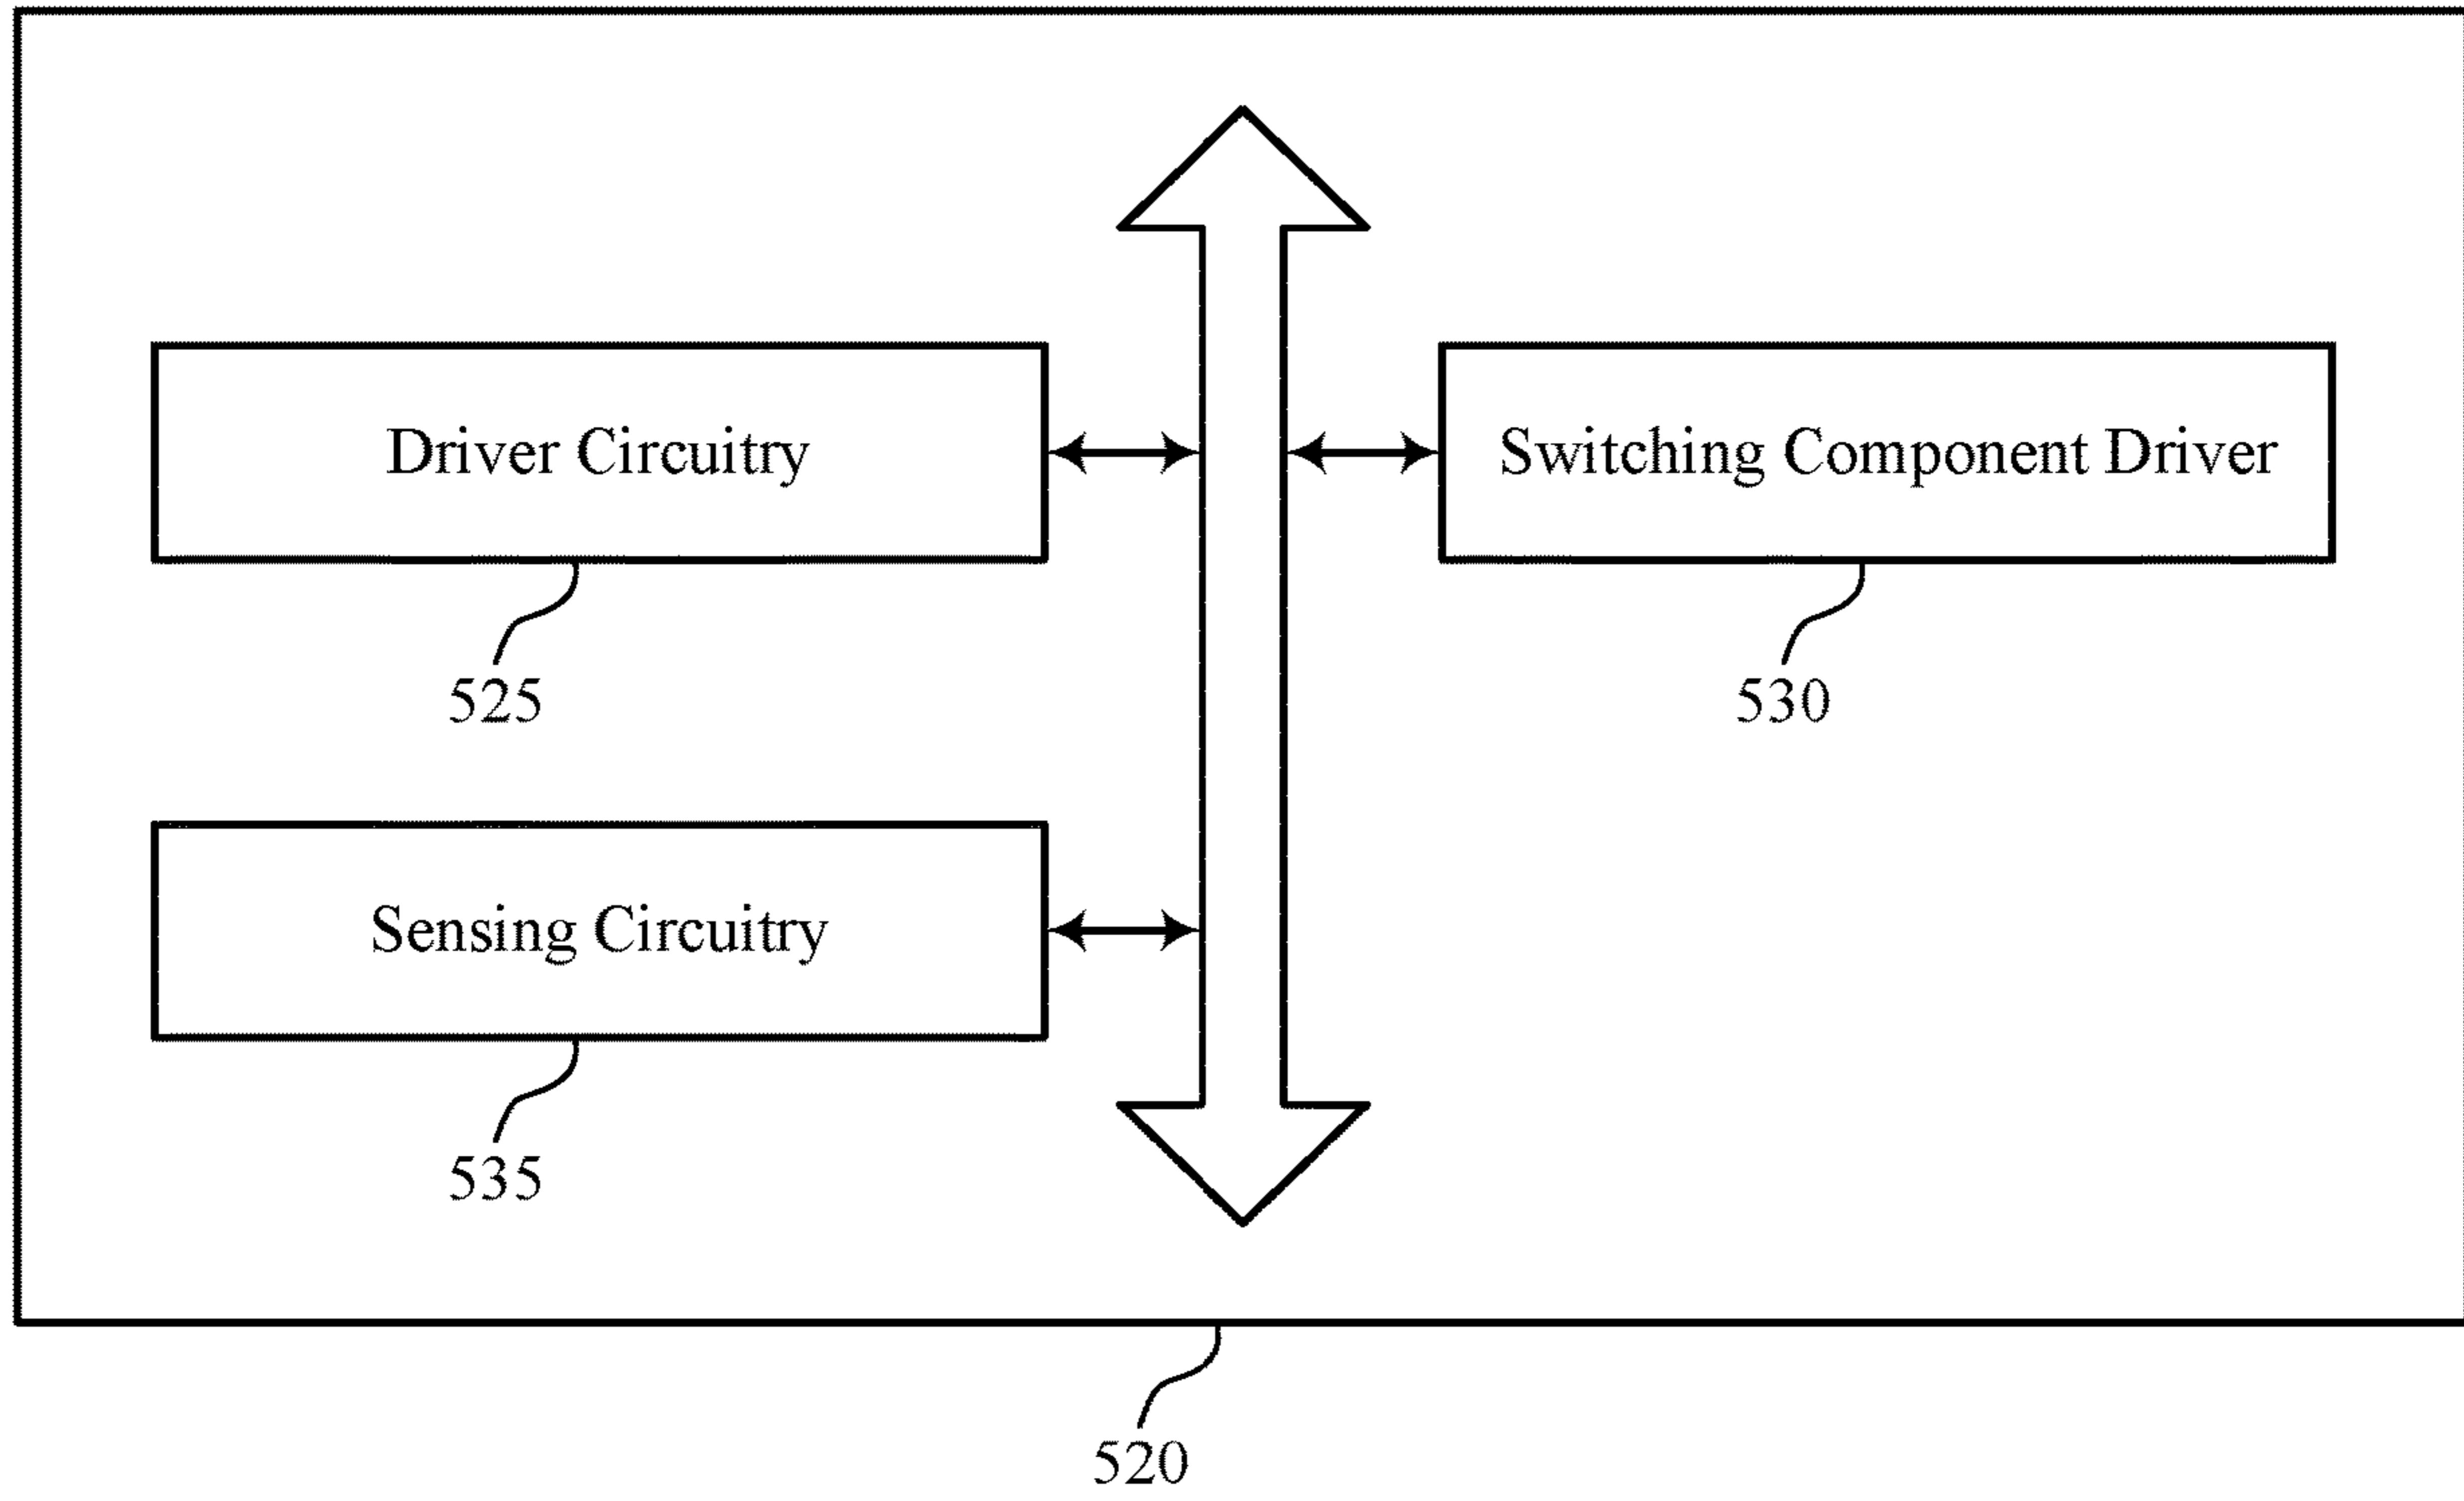 Driver Circuitry
Switching Component Driver
525
530
Sensing Circuitry
535
520